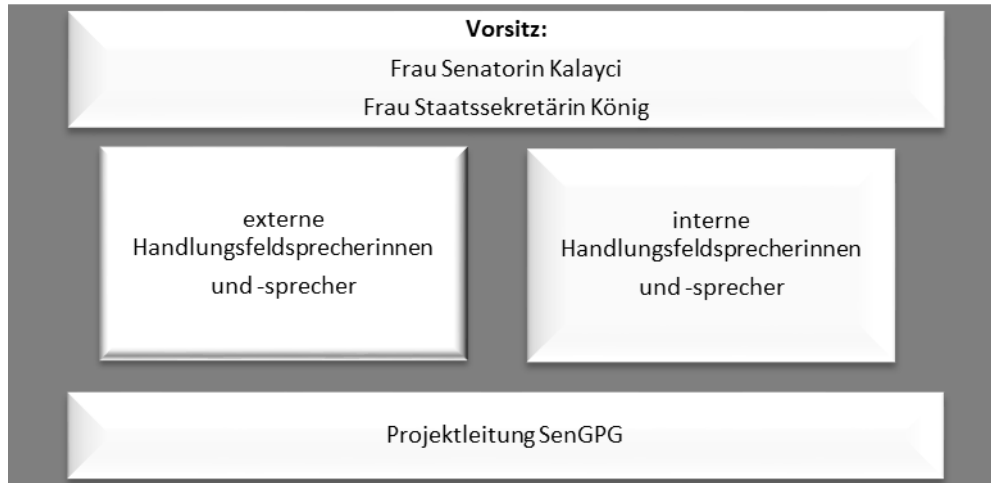 Vorsitz:
Frau Senatorin Kalayci
Frau Staatssekretärin König
externe
Handlungsfeldsprecherinnen
und -sprecher
interne
Handlungsfeldsprecherinnen
und -sprecher
Projektleitung SenGPG